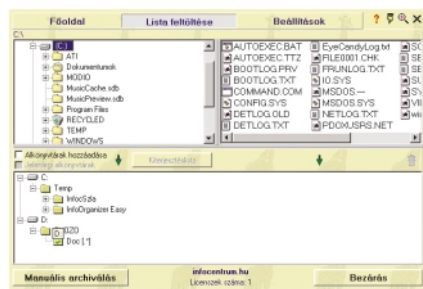 Főoldal
Lista feltöltése
Beállítások
?
C:\
(C:)
ATI
Dokumentumok
MODIO
MusicCache.sdb
MusicPreview.sdb
Program Files
RECYCLED
TEMP
WINDOWS
AUTOEXEC.BAT
AUTOEXEC.TTZ
BOOTLOG.PRV
BOOTLOG.TXT
COMMAND.COM
CONFIG.SYS
DETLOG.OLD
DETLOG.TXT
EyeCandyLog.txt
FILE0001.CHK
FRUNLOG.TXT
IO.SYS
MSDOS.---
MSDOS.SYS
NETLOG.TXT
PDOXUSRS.NET
Alkönyvtárak hozzáadása
Jelenlegi alkönyvtárak
C:
Temp
InfocSzla
InfoOrganizer Easy
D:
Doc [*]
Manuális archiválás
infocentrum.hu
Licenszek száma: 1
Bezárás